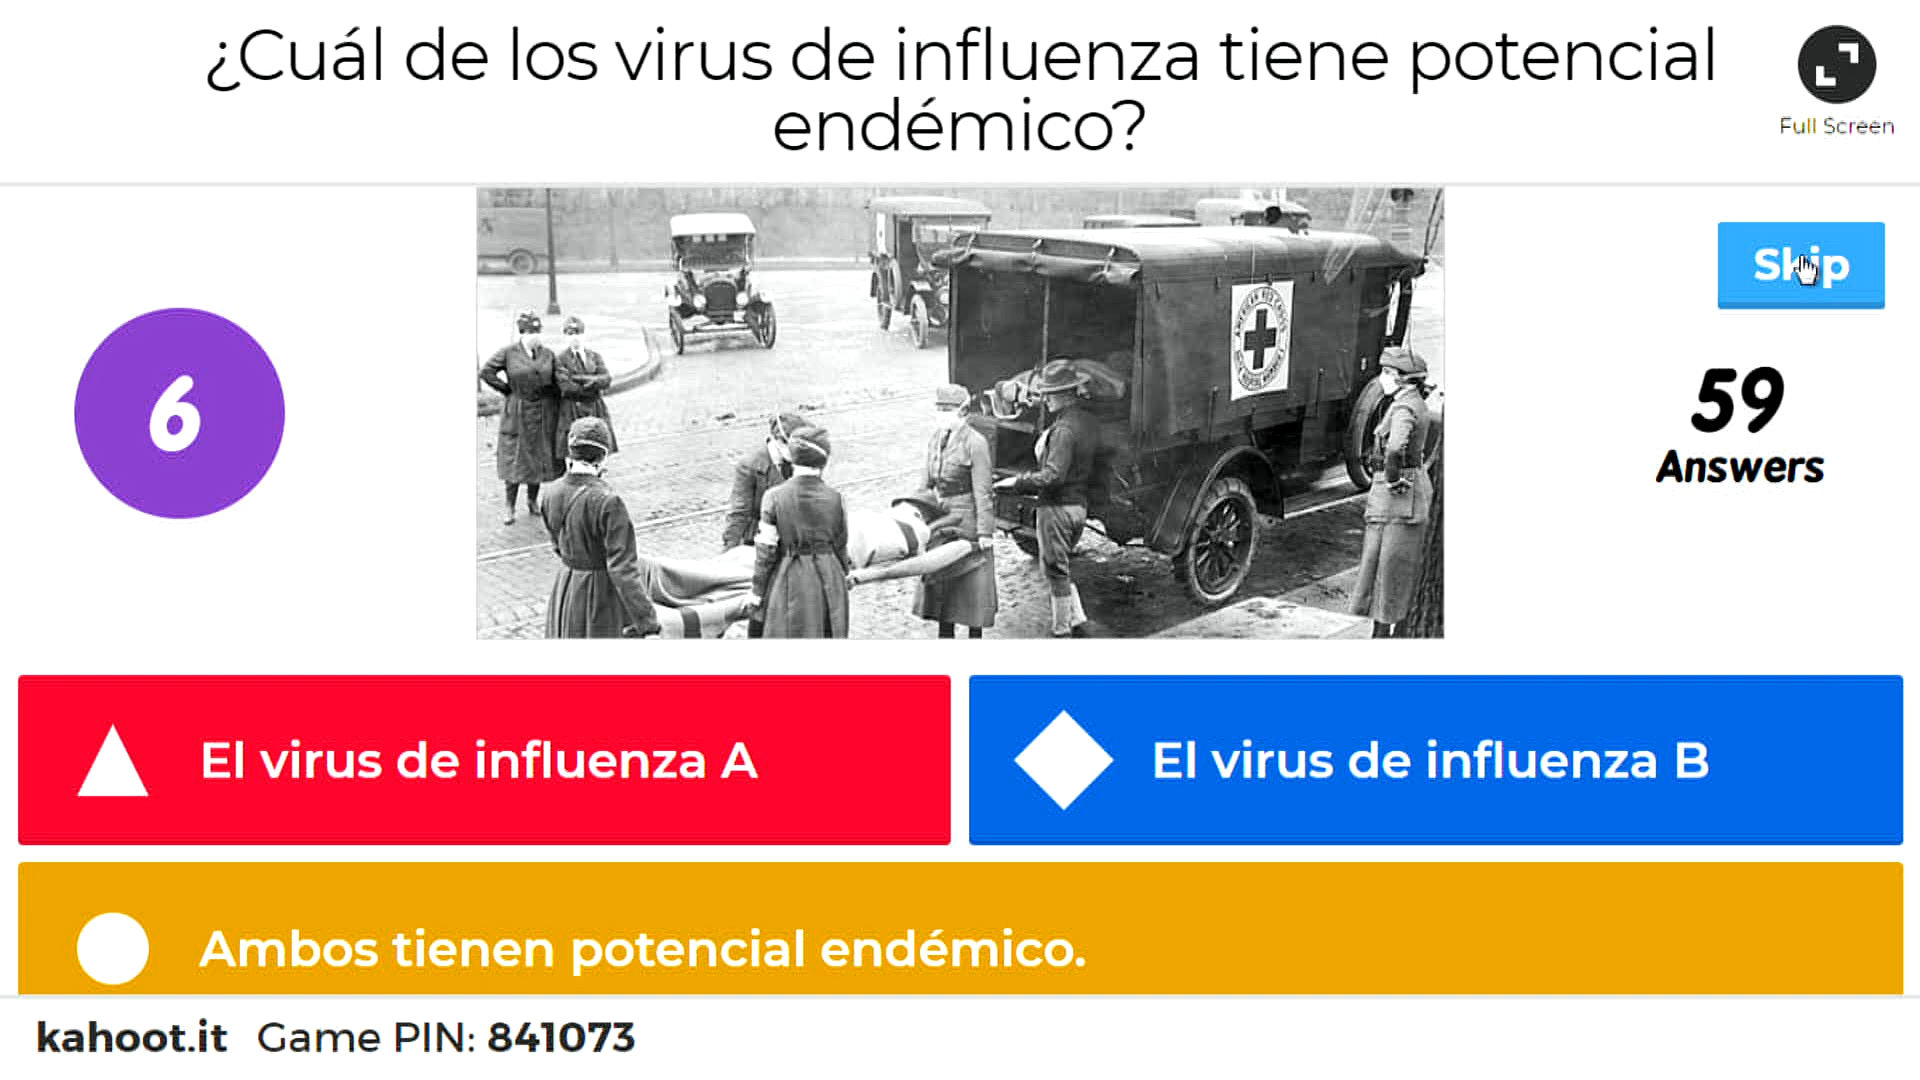 ¿Cuál de los virus de influenza tiene potencial
endémico?
Full Screen
Skip
6
59
Answers
El virus de influenza A
El virus de influenza B
Ambos tienen potencial endémico.
kahoot.it Game PIN: 841073